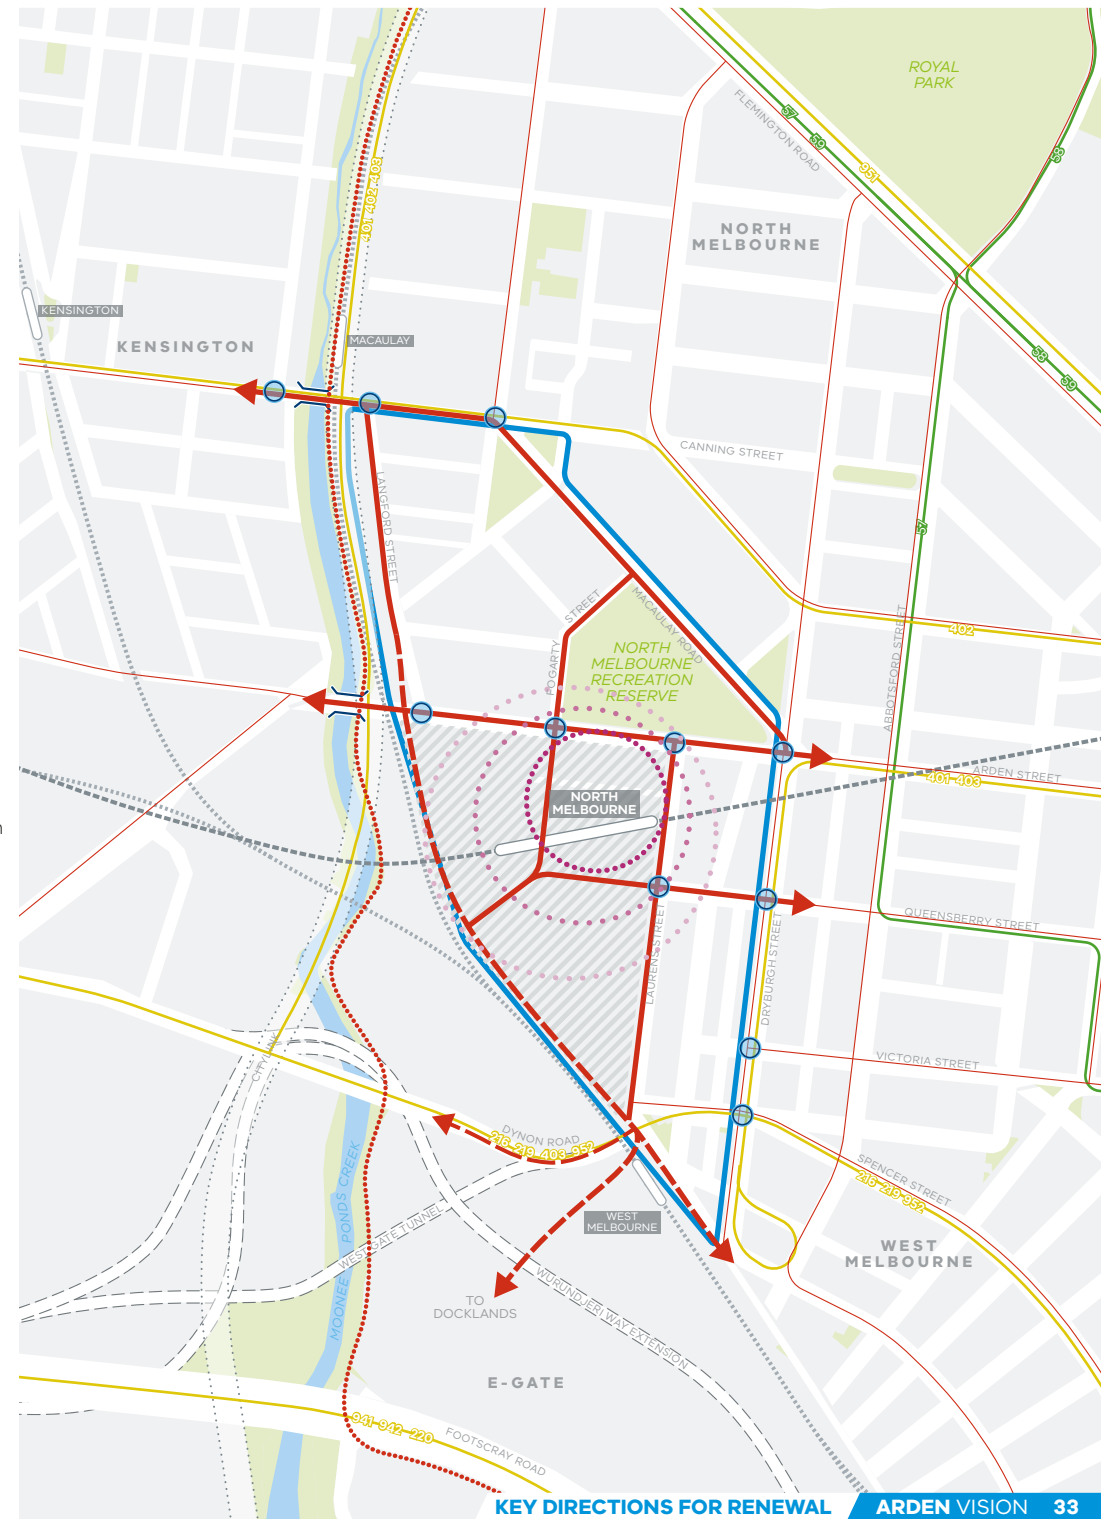 ROYAL
PARK
57
59
FLEMINGTON ROAD
58
951
401 402 403
NORTH
MELBOURNE
KENSINGTON
KENSINGTON
MACAULAY
58
59
CANNING STREET
LANGFORD STREET
57
STREET
MACAULAY ROAD
402
FOGARTY
NORTH
MELBOURNE
RECREATION
RESERVE
ABBOTSFORD STREET
ARDEN STREET
401 403
NORTH
MELBOURNE
n
QUEENSBERRY STREET
LAURENS STREET
DRYBURGH STREET
CITYLINK
VICTORIA STREET
DYNON ROAD
216 219 403 952
SPENCER STREET
216 219 952
MOONEE PONDS CREEK
WEST GATE TUNNEL
WEST
MELBOURNE
WEST
MELBOURNE
WURUNDJERI WAY EXTENSION
TO
DOCKLANDS
E-GATE
941 942 220
FOOTSCRAY ROAD
KEY DIRECTIONS FOR RENEWAL ARDEN VISION 33